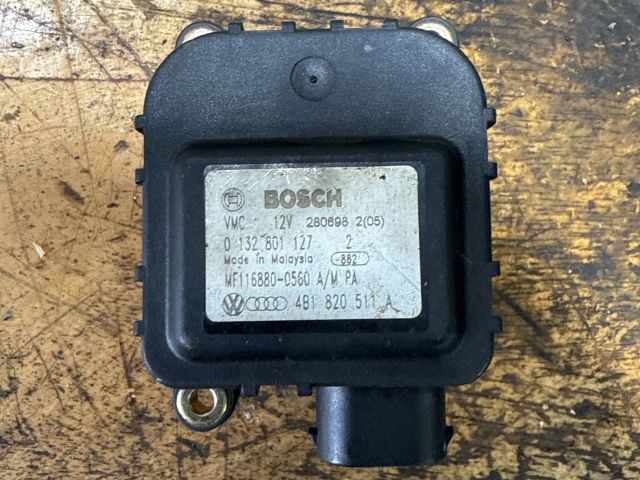 BOSCH
VMC 12V 280698 2(05)
0 132 801 127 2
Made in Malaysia 882
MF116880-0560 A/M PA
4B1 820 511 A